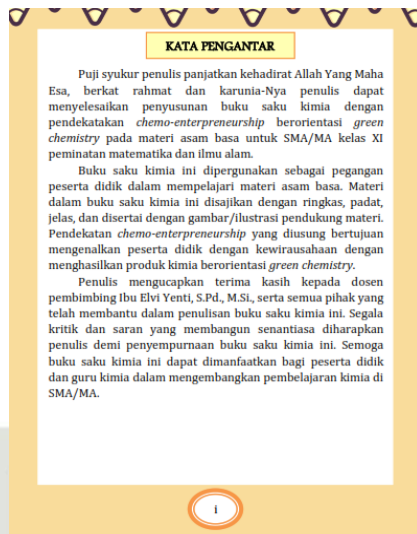 KATA PENGANTAR
Puji syukur penulis panjatkan kehadirat Allah Yang Maha
Esa, berkat rahmat dan karunia-Nya penulis dapat
menyelesaikan penyusunan buku saku kimia dengan
pendekatakan chemo-enterpreneurship berorientasi green
chemistry pada materi asam basa untuk SMA/MA kelas XI
peminatan matematika dan ilmu alam.
Buku saku kimia ini dipergunakan sebagai pegangan
peserta didik dalam mempelajari materi asam basa. Materi
dalam buku saku kimia ini disajikan dengan ringkas, padat,
jelas, dan disertai dengan gambar/ilustrasi pendukung materi.
Pendekatan chemo-enterpreneurship yang diusung bertujuan
mengenalkan peserta didik dengan kewirausahaan dengan
menghasilkan produk kimia berorientasi green chemistry.
Penulis mengucapkan terima kasih kepada dosen
pembimbing Ibu Elvi Yenti, S.Pd., M.Si., serta semua pihak yang
telah membantu dalam penulisan buku saku kimia ini. Segala
kritik dan saran yang membangun senantiasa diharapkan
penulis demi penyempurnaan buku saku kimia ini. Semoga
buku saku kimia ini dapat dimanfaatkan bagi peserta didik
dan guru kimia dalam mengembangkan pembelajaran kimia di
SMA/MA.
i